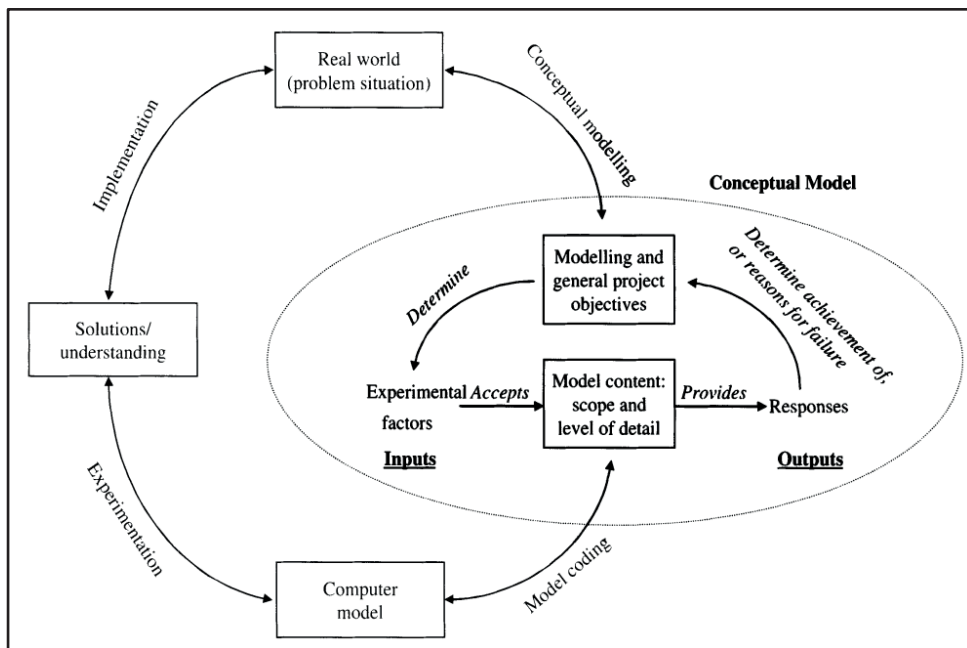 Real world
(problem situation)
Conceptual modelling
Implementation
Conceptual Model
Modelling and
general project
objectives
Determine
Determine achievement of,
or reasons for failure
Solutions/
understanding
Experimental
factors
Accepts
Model content:
scope and
level of detail
Provides
Responses
Inputs
Outputs
Experimentation
Model coding
Computer
model